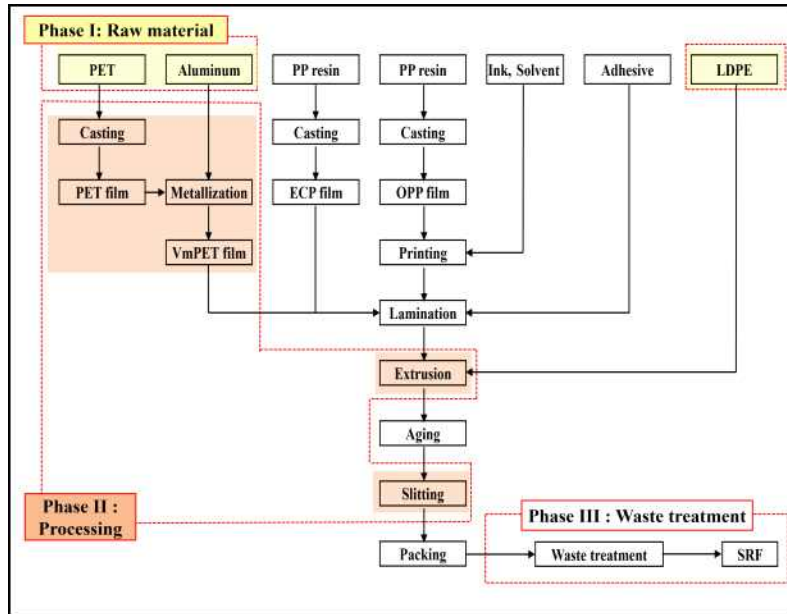 Phase I: Raw material
PET
Aluminum
PP resin
PP resin
Ink, Solvent
Adhesive
LDPE
Casting
Casting
Casting
PET film
Metallization
ECP film
OPP film
VmPET film
Printing
Lamination
Extrusion
Aging
Slitting
Phase II :
Processing
Phase III : Waste treatment
Packing
Waste treatment
SRF